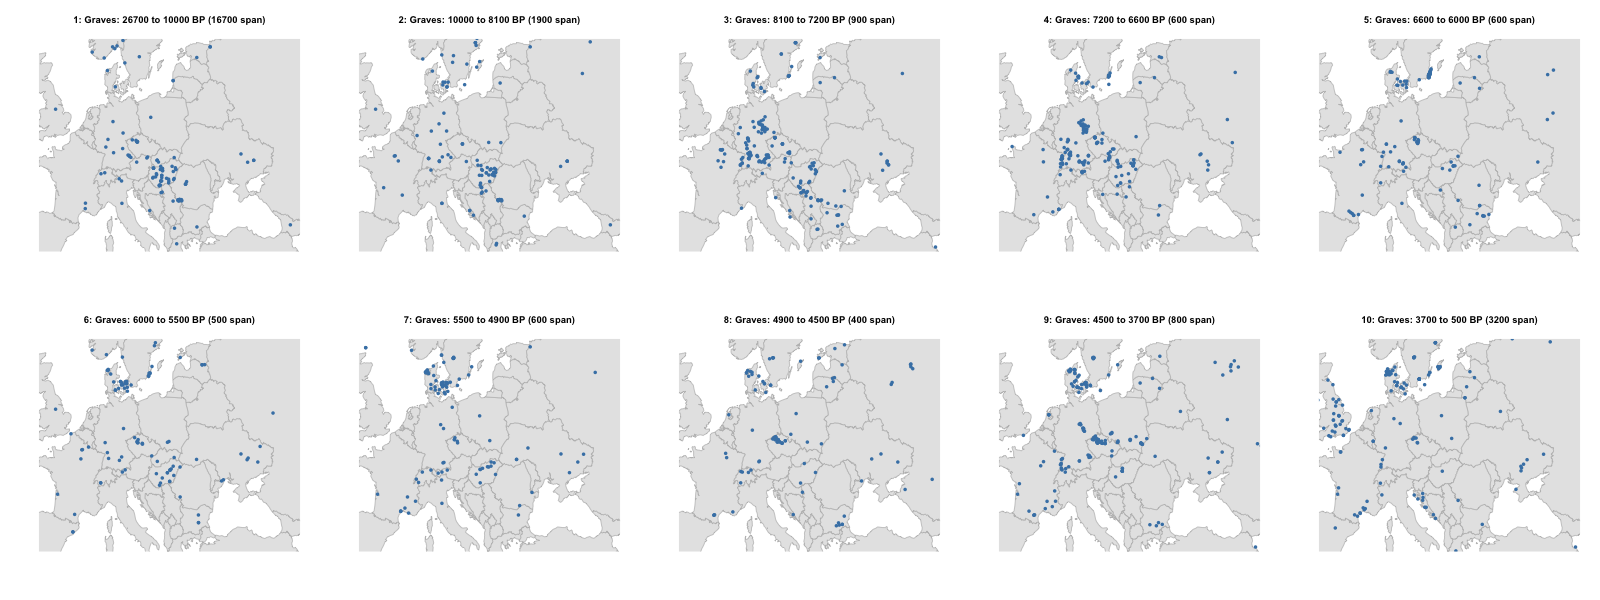 1: Graves: 26700 to 10000 BP (16700 span)
2: Graves: 10000 to 8100 BP (1900 span)
3: Graves: 8100 to 7200 BP (900 span)
4: Graves: 7200 to 6600 BP (600 span)
5: Graves: 6600 to 6000 BP (600 span)
6: Graves: 6000 to 5500 BP (500 span)
7: Graves: 5500 to 4900 BP (600 span)
8: Graves: 4900 to 4500 BP (400 span)
9: Graves: 4500 to 3700 BP (800 span)
10: Graves: 3700 to 500 BP (3200 span)